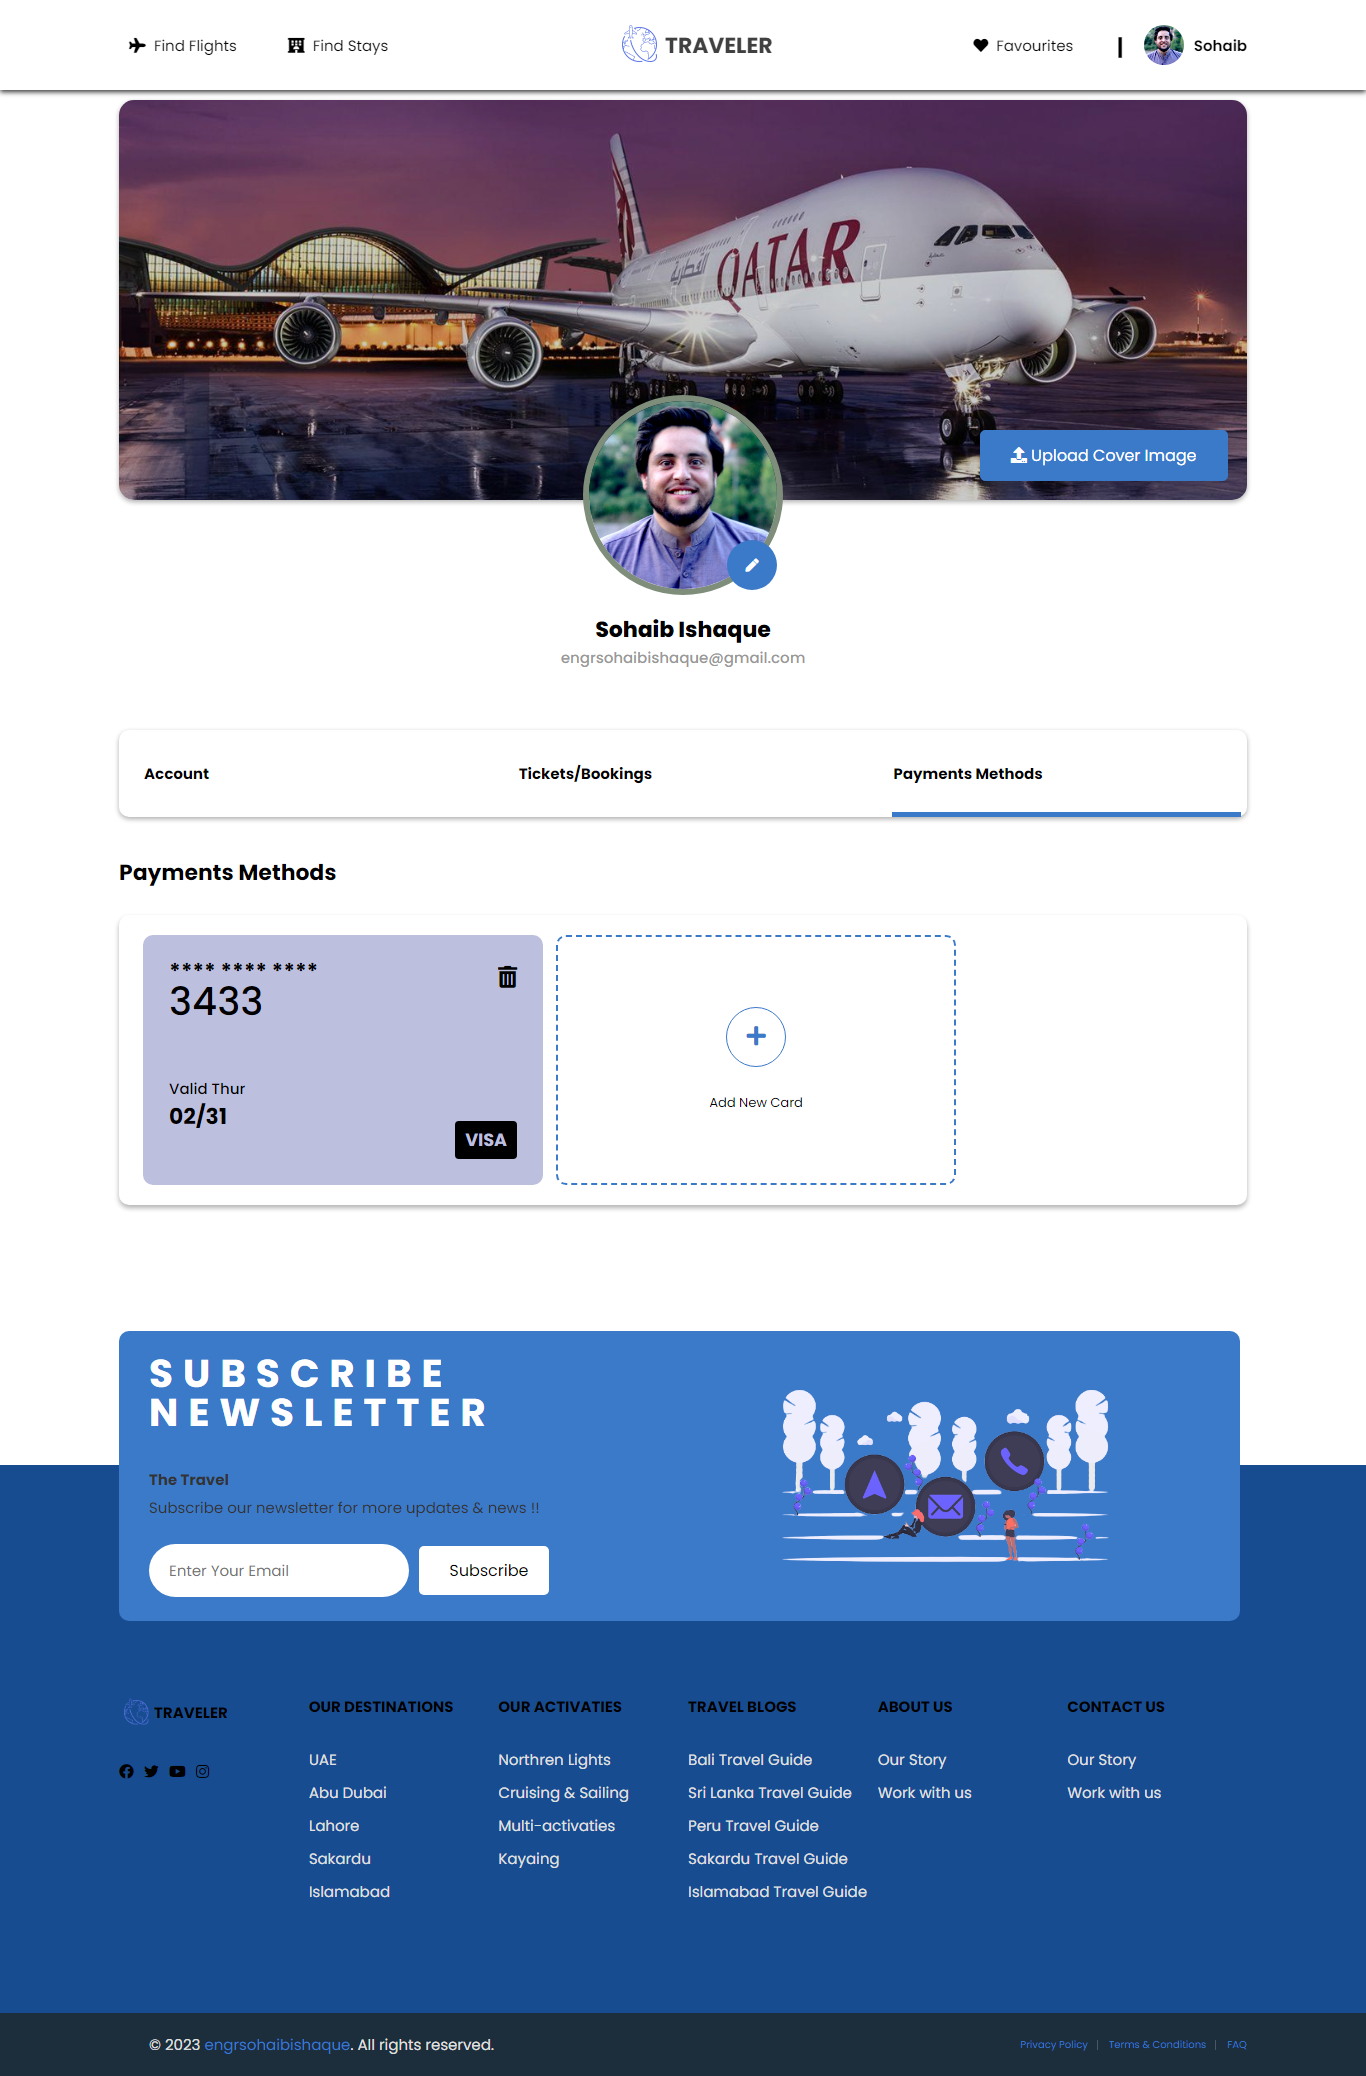 Find Flights
Find Stays
TRAVELER
Favourites
Sohaib
القطرية
QATAR
Upload Cover Image
Sohaib Ishaque
engrsohaibishaque@gmail.com
Account
Tickets/Bookings
Payments Methods
Payments Methods
**** **** ****
3433
Valid Thur
02/31
VISA
Add New Card
SUBSCRIBE
NEWSLETTER
The Travel
Subscribe our newsletter for more updates & news !!
Enter Your Email
Subscribe
TRAVELER
OUR DESTINATIONS
UAE
Abu Dubai
Lahore
Sakardu
Islamabad
OUR ACTIVATIES
Northren Lights
Cruising & Sailing
Multi-activaties
Kayaing
TRAVEL BLOGS
Bali Travel Guide
Sri Lanka Travel Guide
Peru Travel Guide
Sakardu Travel Guide
Islamabad Travel Guide
ABOUT US
Our Story
Work with us
CONTACT US
Our Story
Work with us
© 2023 engrsohaibishaque. All rights reserved.
Privacy Policy | Terms & Conditions | FAQ